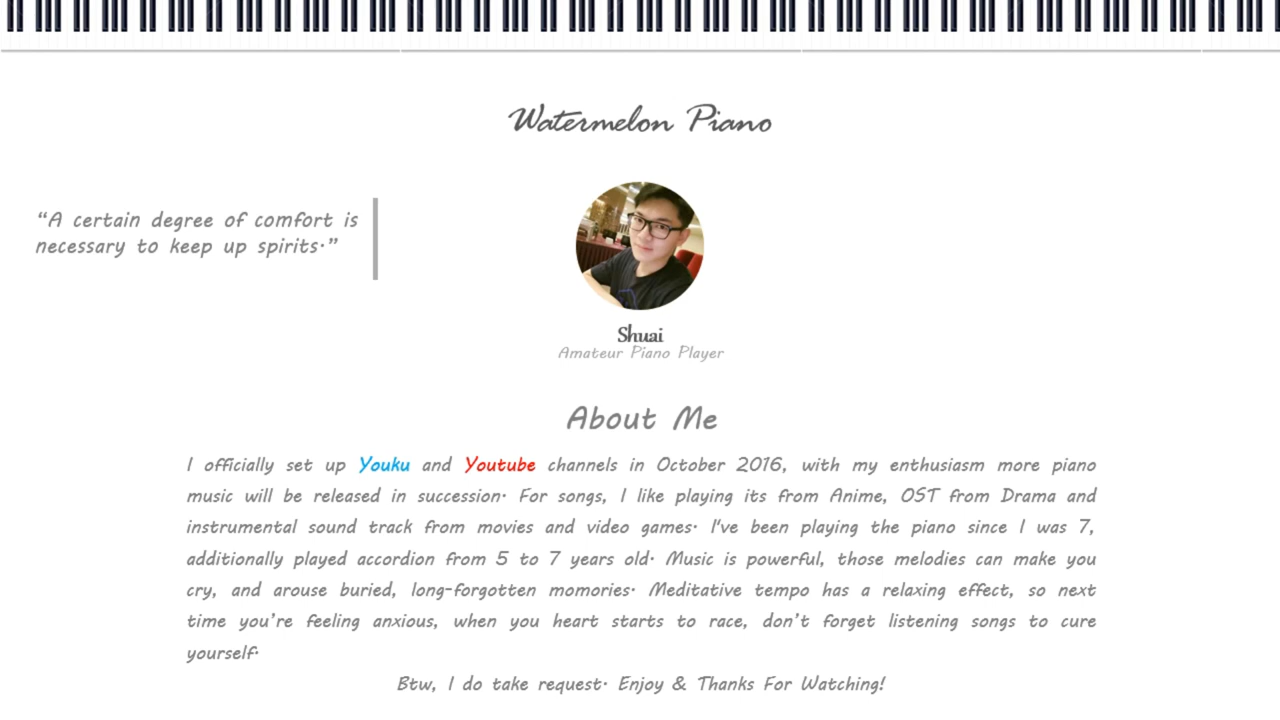 Watermelon Piano
“A certain degree of comfort is
necessary to keep up spirits.”
Shuai
Amateur Piano Player
About Me
I officially set up Youku and Youtube channels in October 2016, with my enthusiasm more piano
music will be released in succession. For songs, I like playing its from Anime, OST from Drama and
instrumental sound track from movies and video games. I've been playing the piano since I was 7,
additionally played accordion from 5 to 7 years old. Music is powerful, those melodies can make you
cry, and arouse buried, long-forgotten momories. Meditative tempo has a relaxing effect, so next
time you’re feeling anxious, when you heart starts to race, don’t forget listening songs to cure
yourself.
Btw, I do take request. Enjoy & Thanks For Watching!